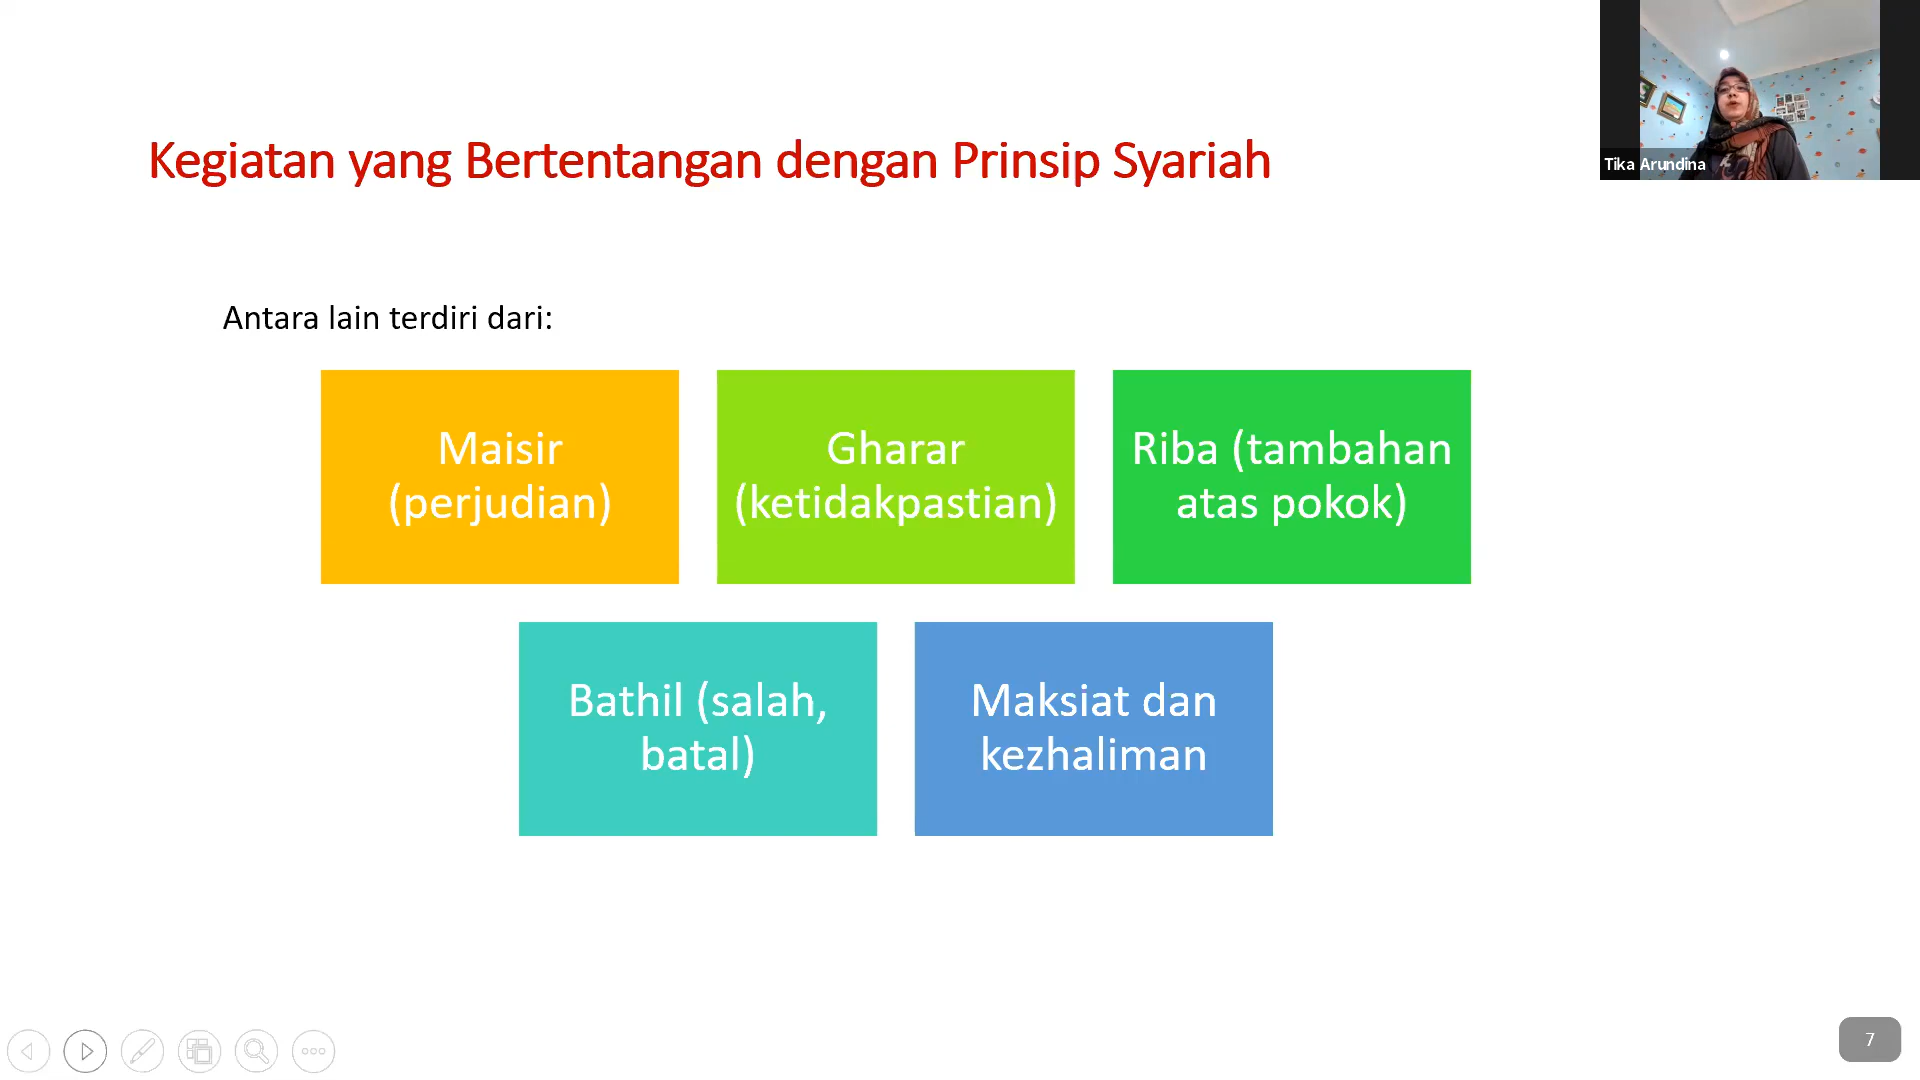 Kegiatan yang Bertentangan dengan Prinsip Syariah
Tika Arundina
Antara lain terdiri dari:
Maisir
(perjudian)
Gharar
(ketidakpastian)
Riba (tambahan
atas pokok)
Bathil (salah,
batal)
Maksiat dan
kezhaliman
7